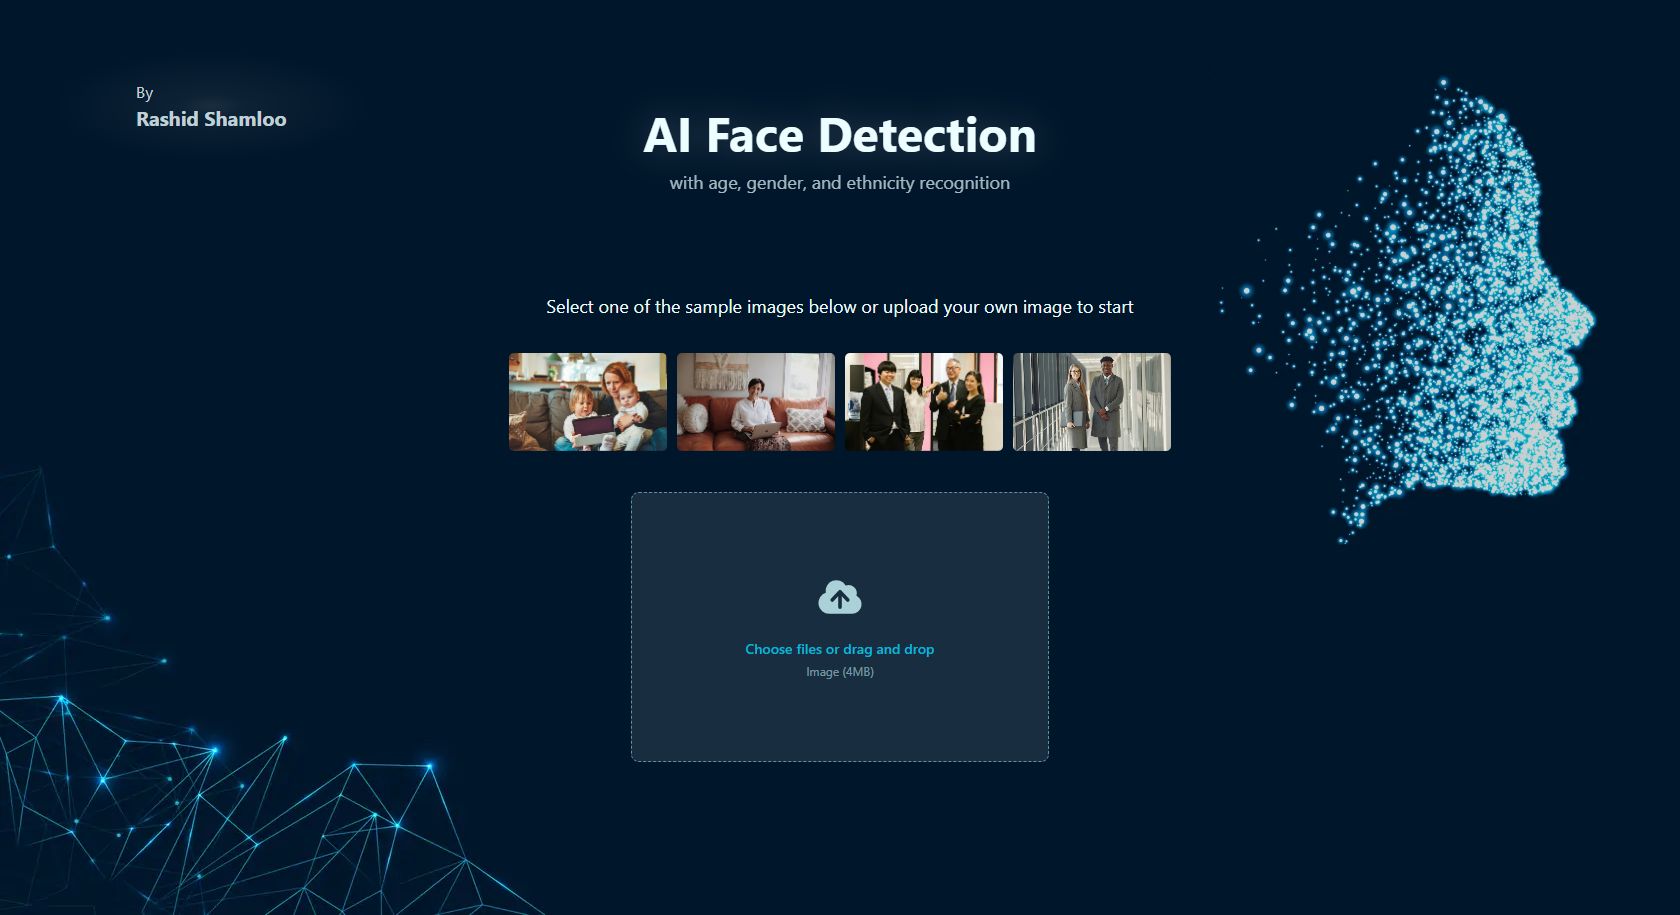 By
Rashid Shamloo
AI Face Detection
with age, gender, and ethnicity recognition
Select one of the sample images below or upload your own image to start
Choose files or drag and drop
Image (4MB)